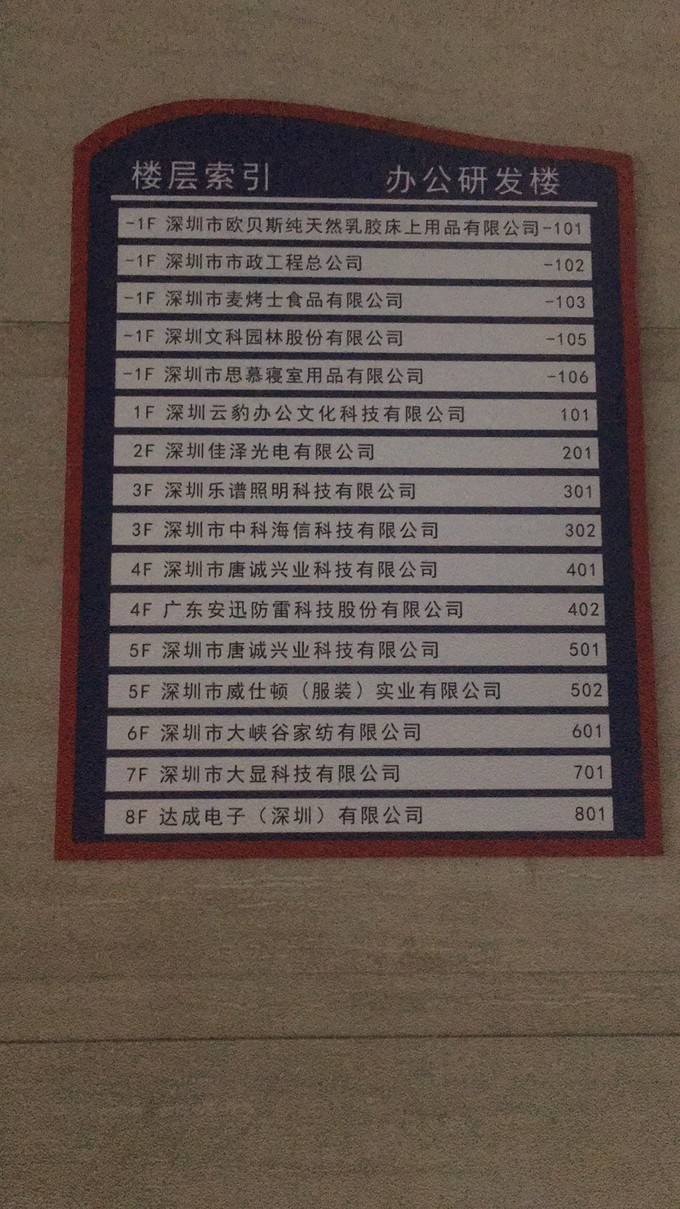 楼层索引 办公研发楼
-1F 深圳市欧贝斯纯天然乳胶床上用品有限公司 -101
-1F 深圳市市政工程总公司 -102
-1F 深圳市麦烤士食品有限公司 -103
-1F 深圳文科园林股份有限公司 -105
-1F 深圳市思慕寝室用品有限公司 -106
1F 深圳云豹办公文化科技有限公司 101
2F 深圳佳泽光电有限公司 201
3F 深圳乐谱照明科技有限公司 301
3F 深圳市中科海信科技有限公司 302
4F 深圳市唐诚兴业科技有限公司 401
4F 广东安迅防雷科技股份有限公司 402
5F 深圳市唐诚兴业科技有限公司 501
5F 深圳市威仕顿（服装）实业有限公司 502
6F 深圳市大峡谷家纺有限公司 601
7F 深圳市大显科技有限公司 701
8F 达成电子（深圳）有限公司 801